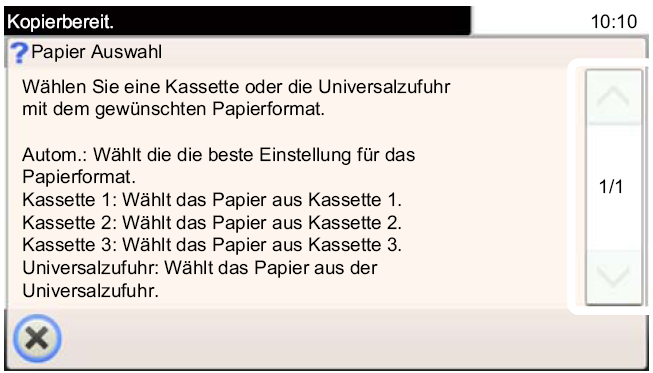 Kopierbereit.
10:10
?Papier Auswahl
Wählen Sie eine Kassette oder die Universalzufuhr
mit dem gewünschten Papierformat.
Autom.: Wählt die die beste Einstellung für das
Papierformat.
Kassette 1: Wählt das Papier aus Kassette 1.
Kassette 2: Wählt das Papier aus Kassette 2.
Kassette 3: Wählt das Papier aus Kassette 3.
Universalzufuhr: Wählt das Papier aus der
Universalzufuhr.
1/1